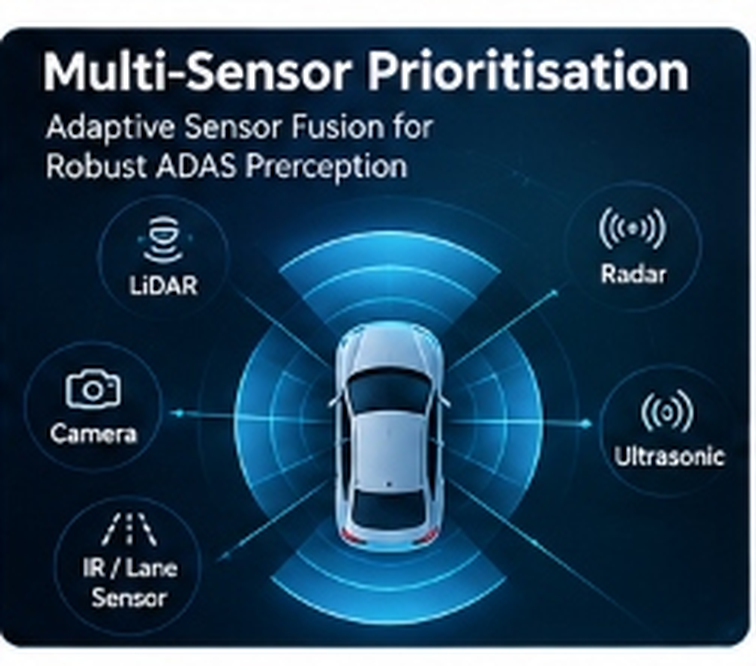 Multi-Sensor Prioritisation
Adaptive Sensor Fusion for
Robust ADAS Prerception
LiDAR
Radar
Camera
Ultrasonic
IR / Lane
Sensor